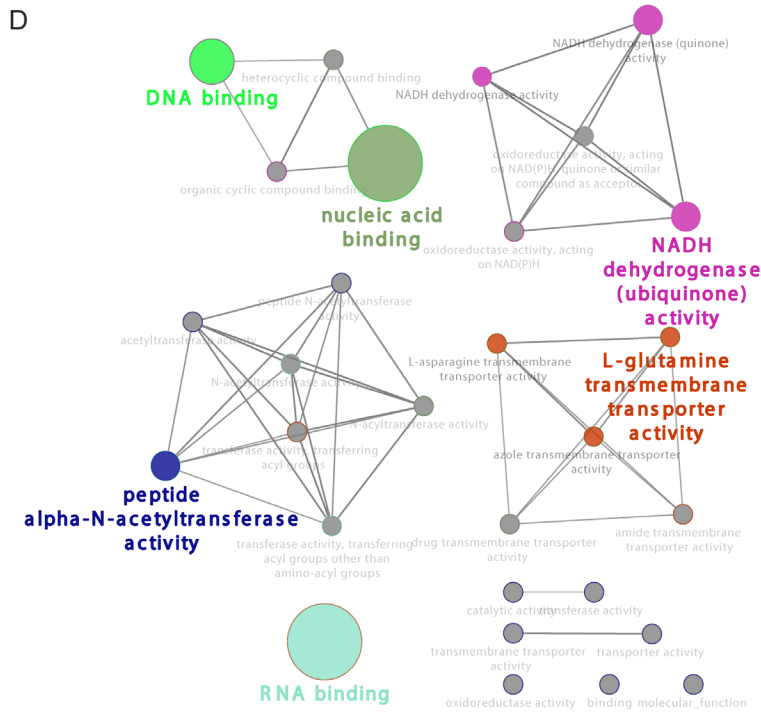 D
heterocyclic compound binding
DNA binding
organic cyclic compound binding
nucleic acid
binding
NADH dehydrogenase (quinone)
activity
NADH dehydrogenase activity
oxidoreductase activity, acting
on NAD(P)H, quinone or similar
compound as acceptor
oxidoreductase activity, acting
on NAD(P)H
NADH
dehydrogenase
(ubiquinone)
activity
peptide N-acetyltransferase
activity
acetyltransferase activity
N-acetyltransferase activity
N-acyltransferase activity
transferase activity, transferring
acyl groups
peptide
alpha-N-acetyltransferase
activity
transferase activity, transferring
acyl groups other than
amino-acyl groups
L-asparagine transmembrane
transporter activity
L-glutamine
transmembrane
transporter
activity
azole transmembrane transporter
activity
drug transmembrane transporter
activity
amide transmembrane
transporter activity
RNA binding
catalytic activity
transferase activity
transmembrane transporter
activity
transporter activity
oxidoreductase activity
binding
molecular_function